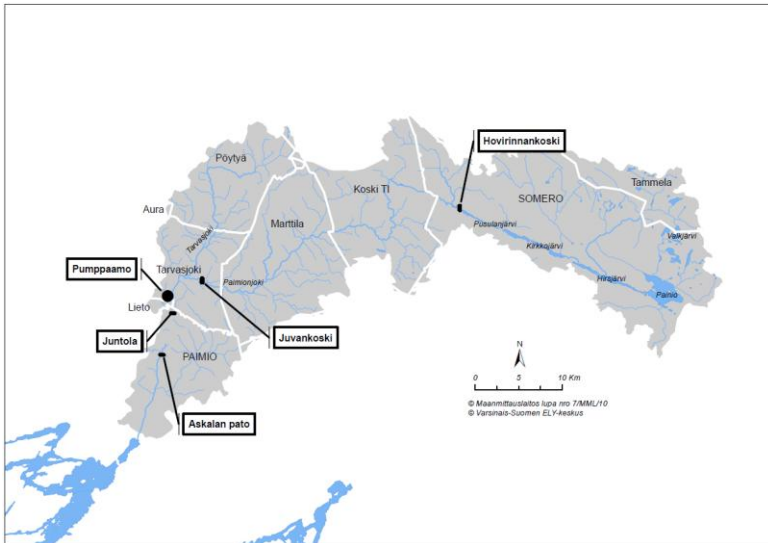 Hovirinnankoski
Pöytyä
Koski Tl
SOMERO
Tammela
Aura
Marttila
Pusulanjärvi
Valkjärvi
Tarvasjoki
Kirkkojärvi
Pumppaamo
Tarvasjoki
Paimionjoki
Hirsjärvi
Painio
Lieto
Juntola
Juvankoski
PAIMIO
N
0 5 10 Km
© Maanmittauslaitos lupa nro 7/MML/10
© Varsinais-Suomen ELY-keskus
Askalan pato